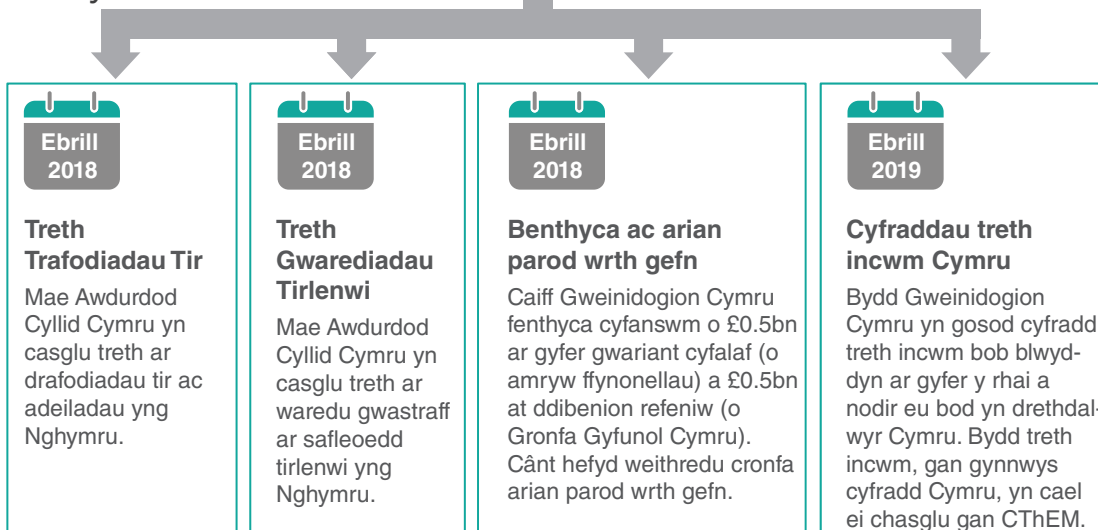 Ebrill
2018
Treth
Trafodiadau Tir
Mae Awdurdod
Cyllid Cymru yn
casglu treth ar
drafodiadau tir ac
adeiladau yng
Nghymru.
Ebrill
2018
Treth
Gwarediadau
Tirlenwi
Mae Awdurdod
Cyllid Cymru yn
casglu treth ar
waredu gwastraff
ar safleoedd
tirlenwi yng
Nghymru.
Ebrill
2018
Benthyca ac arian
parod wrth gefn
Caiff Gweinidogion Cymru
fenthyca cyfanswm o £0.5bn
ar gyfer gwariant cyfalaf (o
amryw ffynonellau) a £0.5bn
at ddibenion refeniw (o
Gronfa Gyfunol Cymru).
Cânt hefyd weithredu cronfa
arian parod wrth gefn.
Ebrill
2019
Cyfraddau treth
incwm Cymru
Bydd Gweinidogion
Cymru yn gosod cyfradd
treth incwm bob blwyd-
dyn ar gyfer y rhai a
nodir eu bod yn drethdal-
wyr Cymru. Bydd treth
incwm, gan gynnwys
cyfradd Cymru, yn cael
ei chasglu gan CThEM.